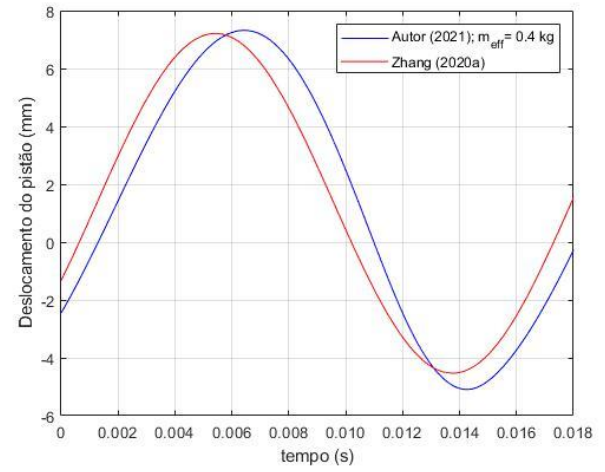 8
6
4
2
0
-2
-4
-6
Deslocamento do pistão (mm)
Autor (2021); m_eff= 0.4 kg
Zhang (2020a)
0 0.002 0.004 0.006 0.008 0.010 0.012 0.014 0.016 0.018
tempo (s)